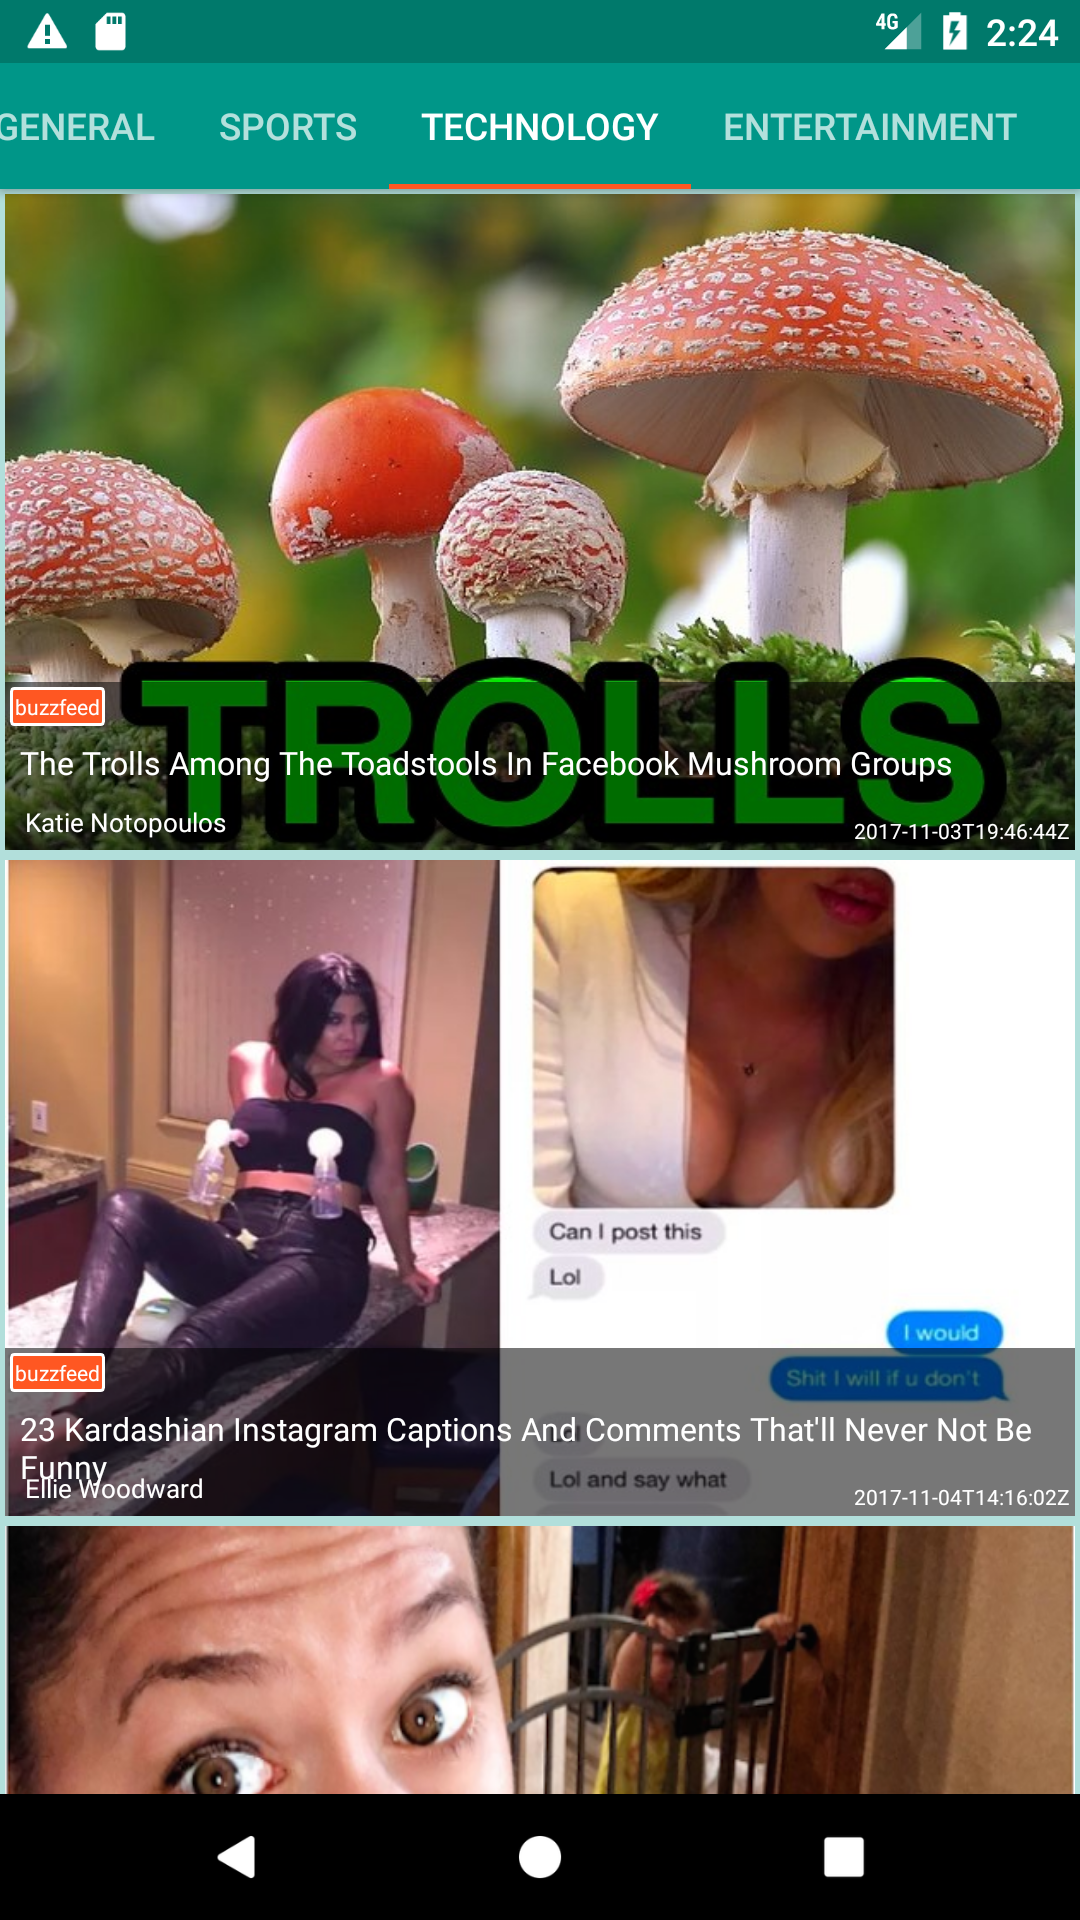 4G 2:24
GENERAL SPORTS TECHNOLOGY ENTERTAINMENT
TROLLS
buzzfeed
The Trolls Among The Toadstools In Facebook Mushroom Groups
Katie Notopoulos
2017-11-03T19:46:44Z
Can I post this
Lol
I would
Shit I will if u don't
buzzfeed
23 Kardashian Instagram Captions And Comments That'll Never Not Be
Funny
Lol and say what
Ellie Woodward
2017-11-04T14:16:02Z